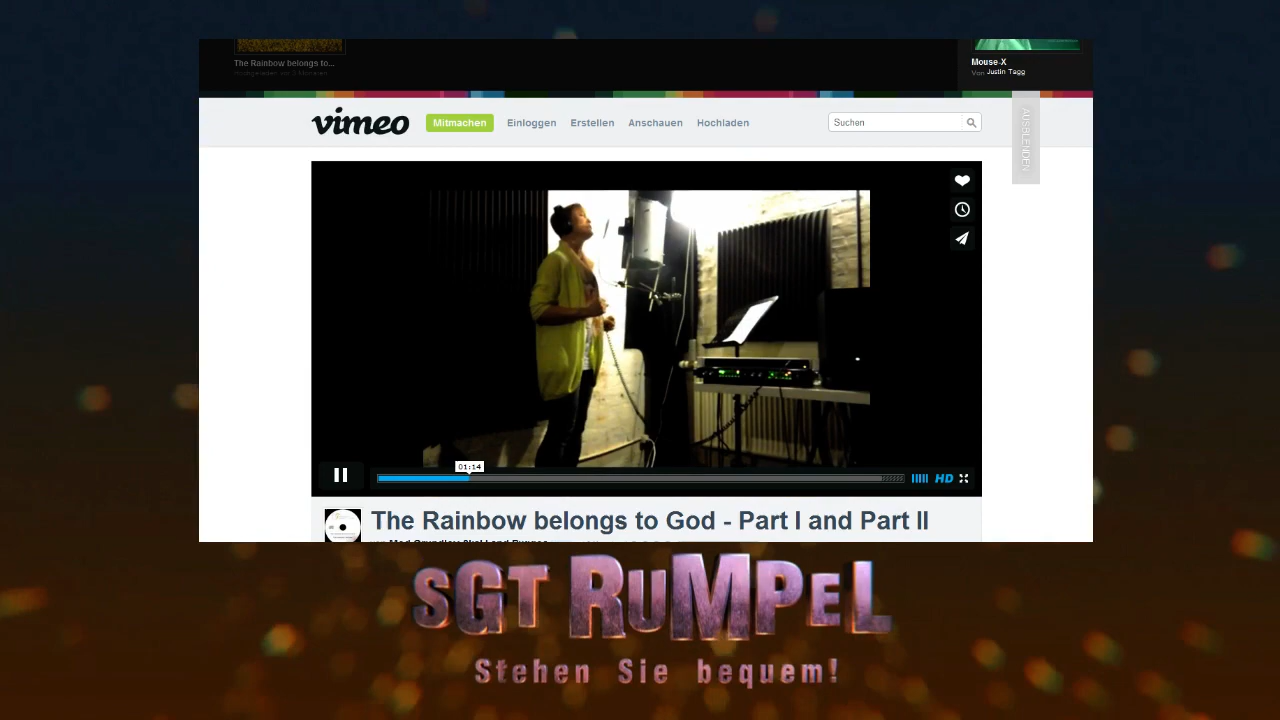 The Rainbow belongs to...
Mouse-X
Von Justin Tagg
vimeo
Mitmachen
Einloggen
Erstellen
Anschauen
Hochladen
Suchen
AUSBLENDEN
01:14
HD
The Rainbow belongs to God - Part I and Part II
SGT RUMPEL
Stehen Sie bequem!